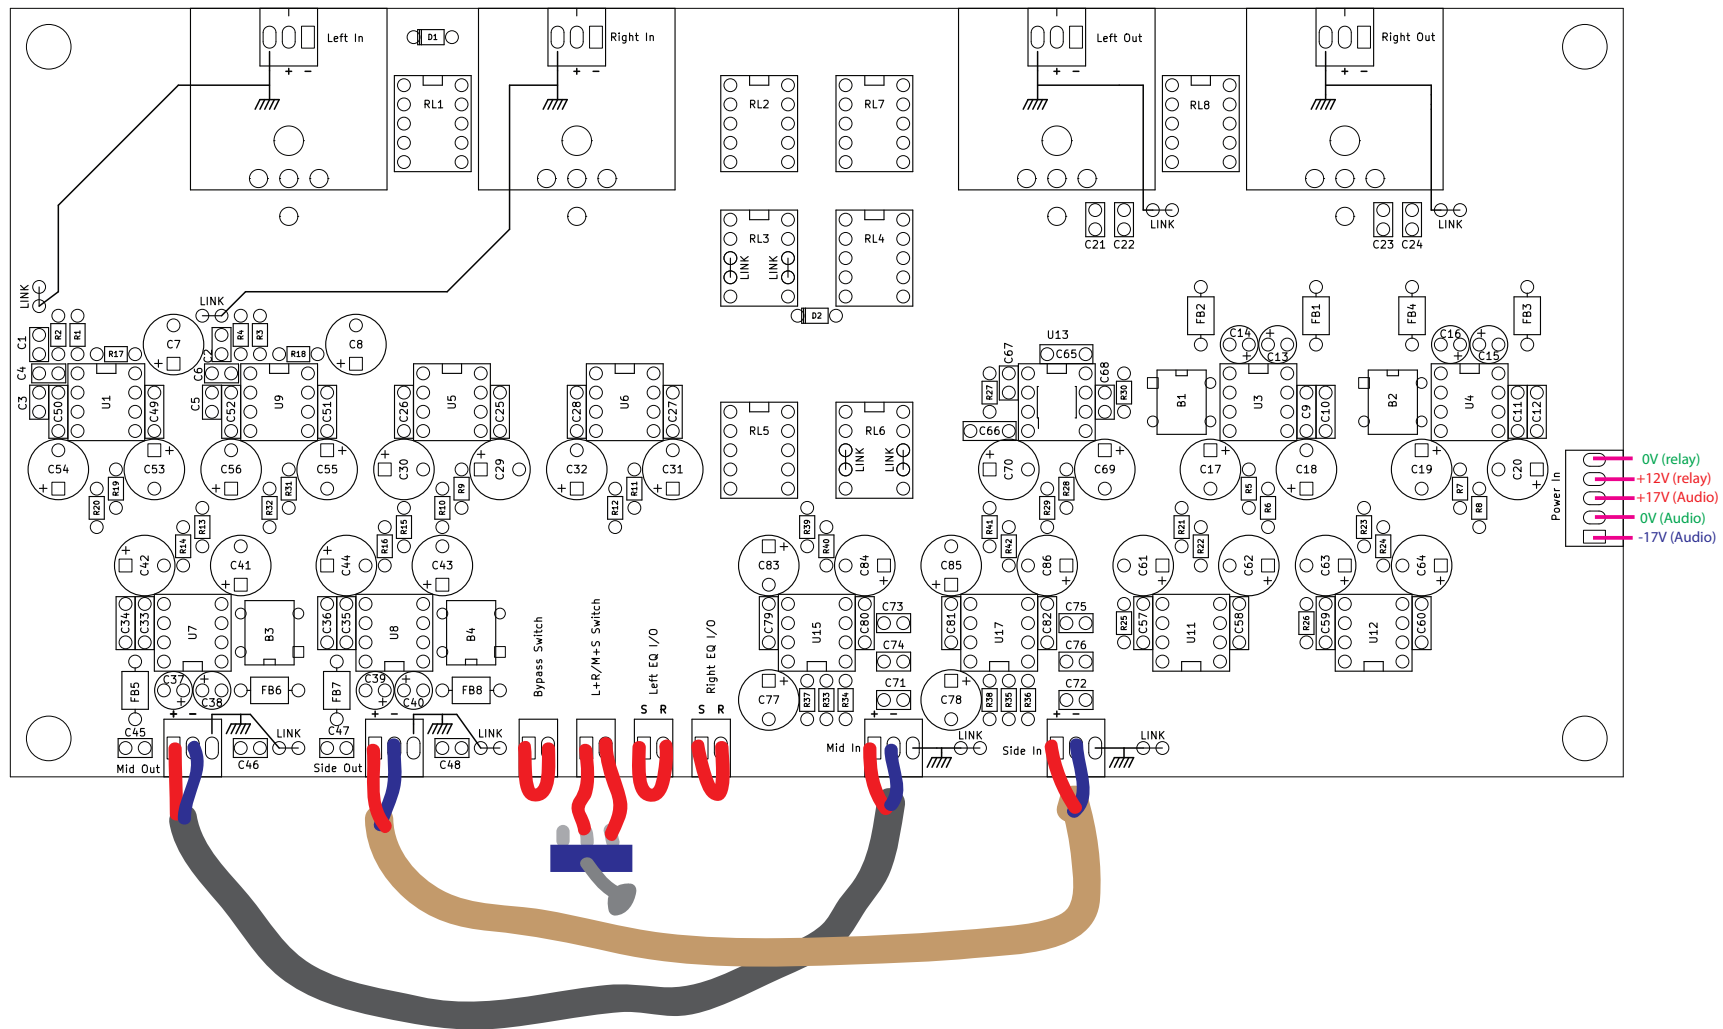 Left In
D1
Right In
Left Out
Right Out
+ −
+ −
+ −
+ −
RL1
RL2
RL7
RL8
LINK
LINK
C21 C22
C23 C24
RL3
LINK
LINK
RL4
D2
LINK
LINK
C1
R2
R1
R17
C7
+
C2
R4
R3
R18
C8
+
C4
C3
C50
U1
C49
C6
C5
C52
U9
C51
C26
U5
C25
C28
U6
C27
U13
C65
C67
R27
C68
R30
C66
FB2
FB1
FB4
FB3
C14
+
C13
+
C16
+
C15
+
B1
U3
C9
C10
B2
U4
C11
C12
RL5
RL6
LINK
LINK
C54
+
C53
+
C56
+
C55
+
C30
+
C29
+
C32
+
C31
+
C70
+
C69
+
C17
+
C18
+
C19
+
C20
+
R20
R19
R32
R31
R10
R9
R12
R11
R29
R28
R5
R6
R7
R8
Power In
0V (relay)
+12V (relay)
+17V (Audio)
0V (Audio)
-17V (Audio)
R14
R13
R16
R15
R39
R40
R41
R42
R21
R22
R23
R24
C42
+
C41
+
C44
+
C43
+
C83
+
C84
+
C85
+
C86
+
C61
+
C62
+
C63
+
C64
+
C34
C33
U7
B3
C36
C35
U8
B4
Bypass Switch
L+R/M+S Switch
Left EQ I/O
Right EQ I/O
C79
U15
C80
C73
C74
C71
C81
U17
C82
C75
C76
C72
R25
C57
U11
C58
R26
C59
U12
C60
FB5
C37
+
C38
+
FB6
FB7
C39
+
C40
+
FB8
S R
S R
C77
+
R37
R33
R34
C78
+
R38
R35
R36
+ −
+ −
+ −
+ −
C45
C46
LINK
C47
C48
LINK
Mid Out
Side Out
Mid In
LINK
Side In
LINK